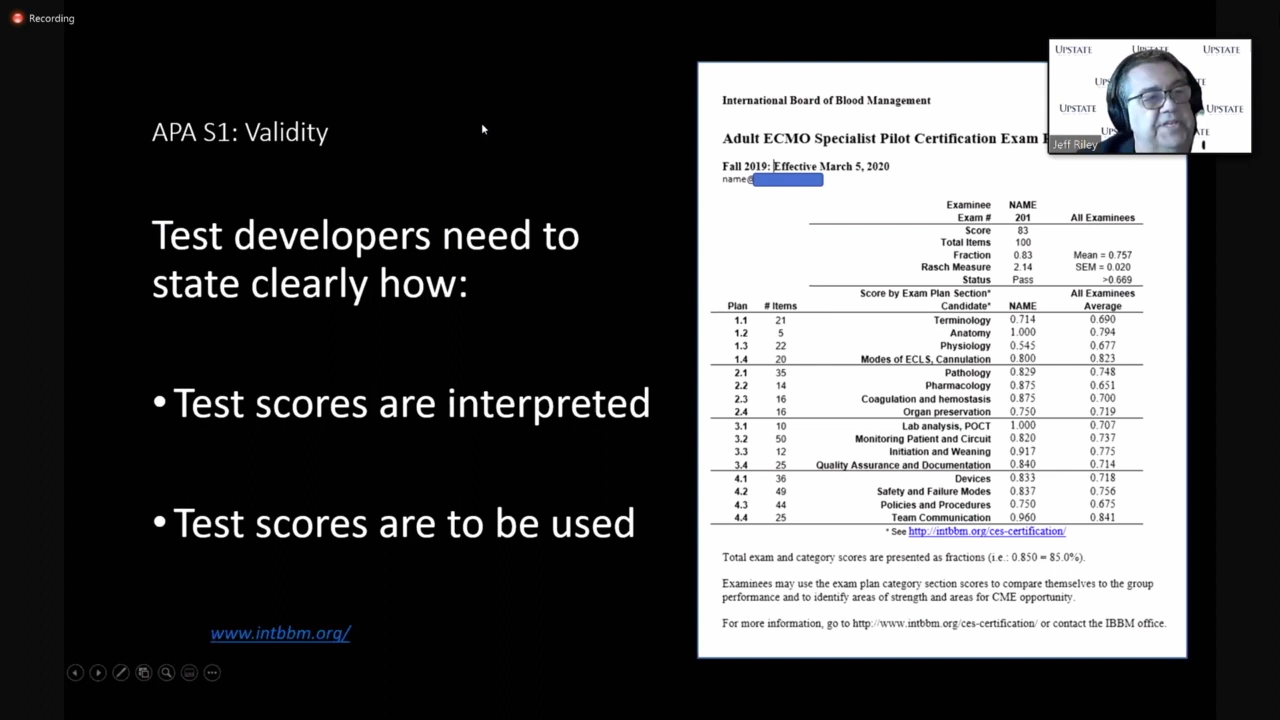 Recording
APA S1: Validity
Test developers need to
state clearly how:
• Test scores are interpreted
• Test scores are to be used
www.intbbm.org/
International Board of Blood Management
Adult ECMO Specialist Pilot Certification Exam
Fall 2019: Effective March 5, 2020
name@
Examinee NAME
Exam # 201 All Examinees
Score 83
Total Items 100
Fraction 0.83 Mean = 0.757
Rasch Measure 2.14 SEM = 0.020
Status Pass >0.669
Score by Exam Plan Section* All Examinees
Plan # Items Candidate* NAME Average
1.1 21 Terminology 0.714 0.690
1.2 5 Anatomy 1.000 0.794
1.3 22 Physiology 0.545 0.677
1.4 20 Modes of ECLS, Cannulation 0.800 0.823
2.1 35 Pathology 0.829 0.748
2.2 14 Pharmacology 0.875 0.651
2.3 16 Coagulation and hemostasis 0.875 0.700
2.4 16 Organ preservation 0.750 0.719
3.1 10 Lab analysis, POCT 1.000 0.707
3.2 50 Monitoring Patient and Circuit 0.820 0.737
3.3 12 Initiation and Weaning 0.917 0.775
3.4 25 Quality Assurance and Documentation 0.840 0.714
4.1 36 Devices 0.833 0.718
4.2 49 Safety and Failure Modes 0.837 0.756
4.3 44 Policies and Procedures 0.750 0.675
4.4 25 Team Communication 0.960 0.841
* See http://intbbm.org/ces-certification/
Total exam and category scores are presented as fractions (i.e.: 0.850 = 85.0%).
Examinees may use the exam plan category section scores to compare themselves to the group
performance and to identify areas of strength and areas for CME opportunity.
For more information, go to http://www.intbbm.org/ces-certification/ or contact the IBBM office.
UPSTATE UPSTATE UPSTATE
UPSTATE UPSTATE
Jeff Riley